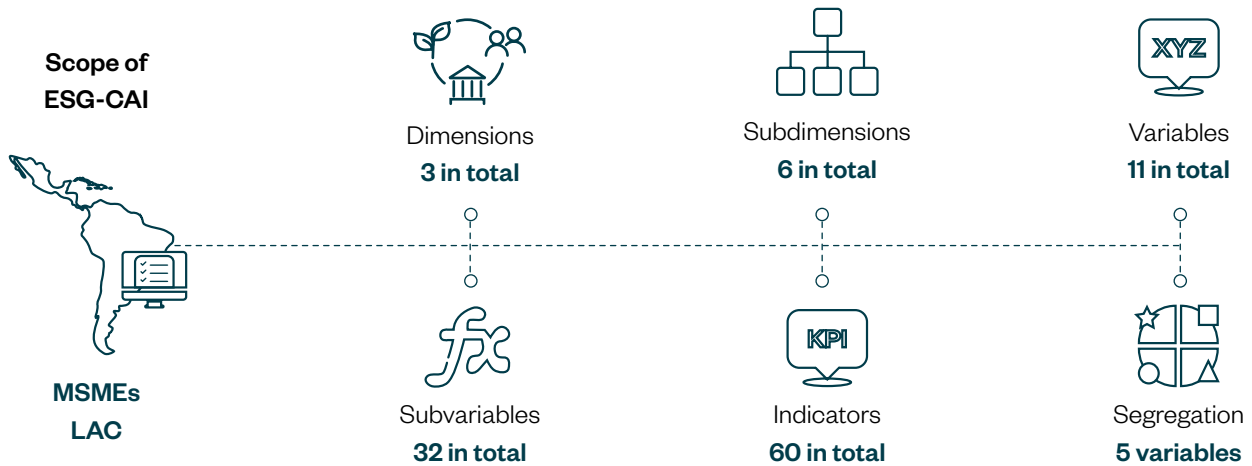 Scope of
ESG-CAI
MSMEs
LAC
Dimensions
3 in total
Subdimensions
6 in total
XYZ
Variables
11 in total
fx
Subvariables
32 in total
KPI
Indicators
60 in total
Segregation
5 variables